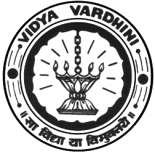 VIDYA VARDHINI
॥ सा विद्या या विमुक्तये ॥